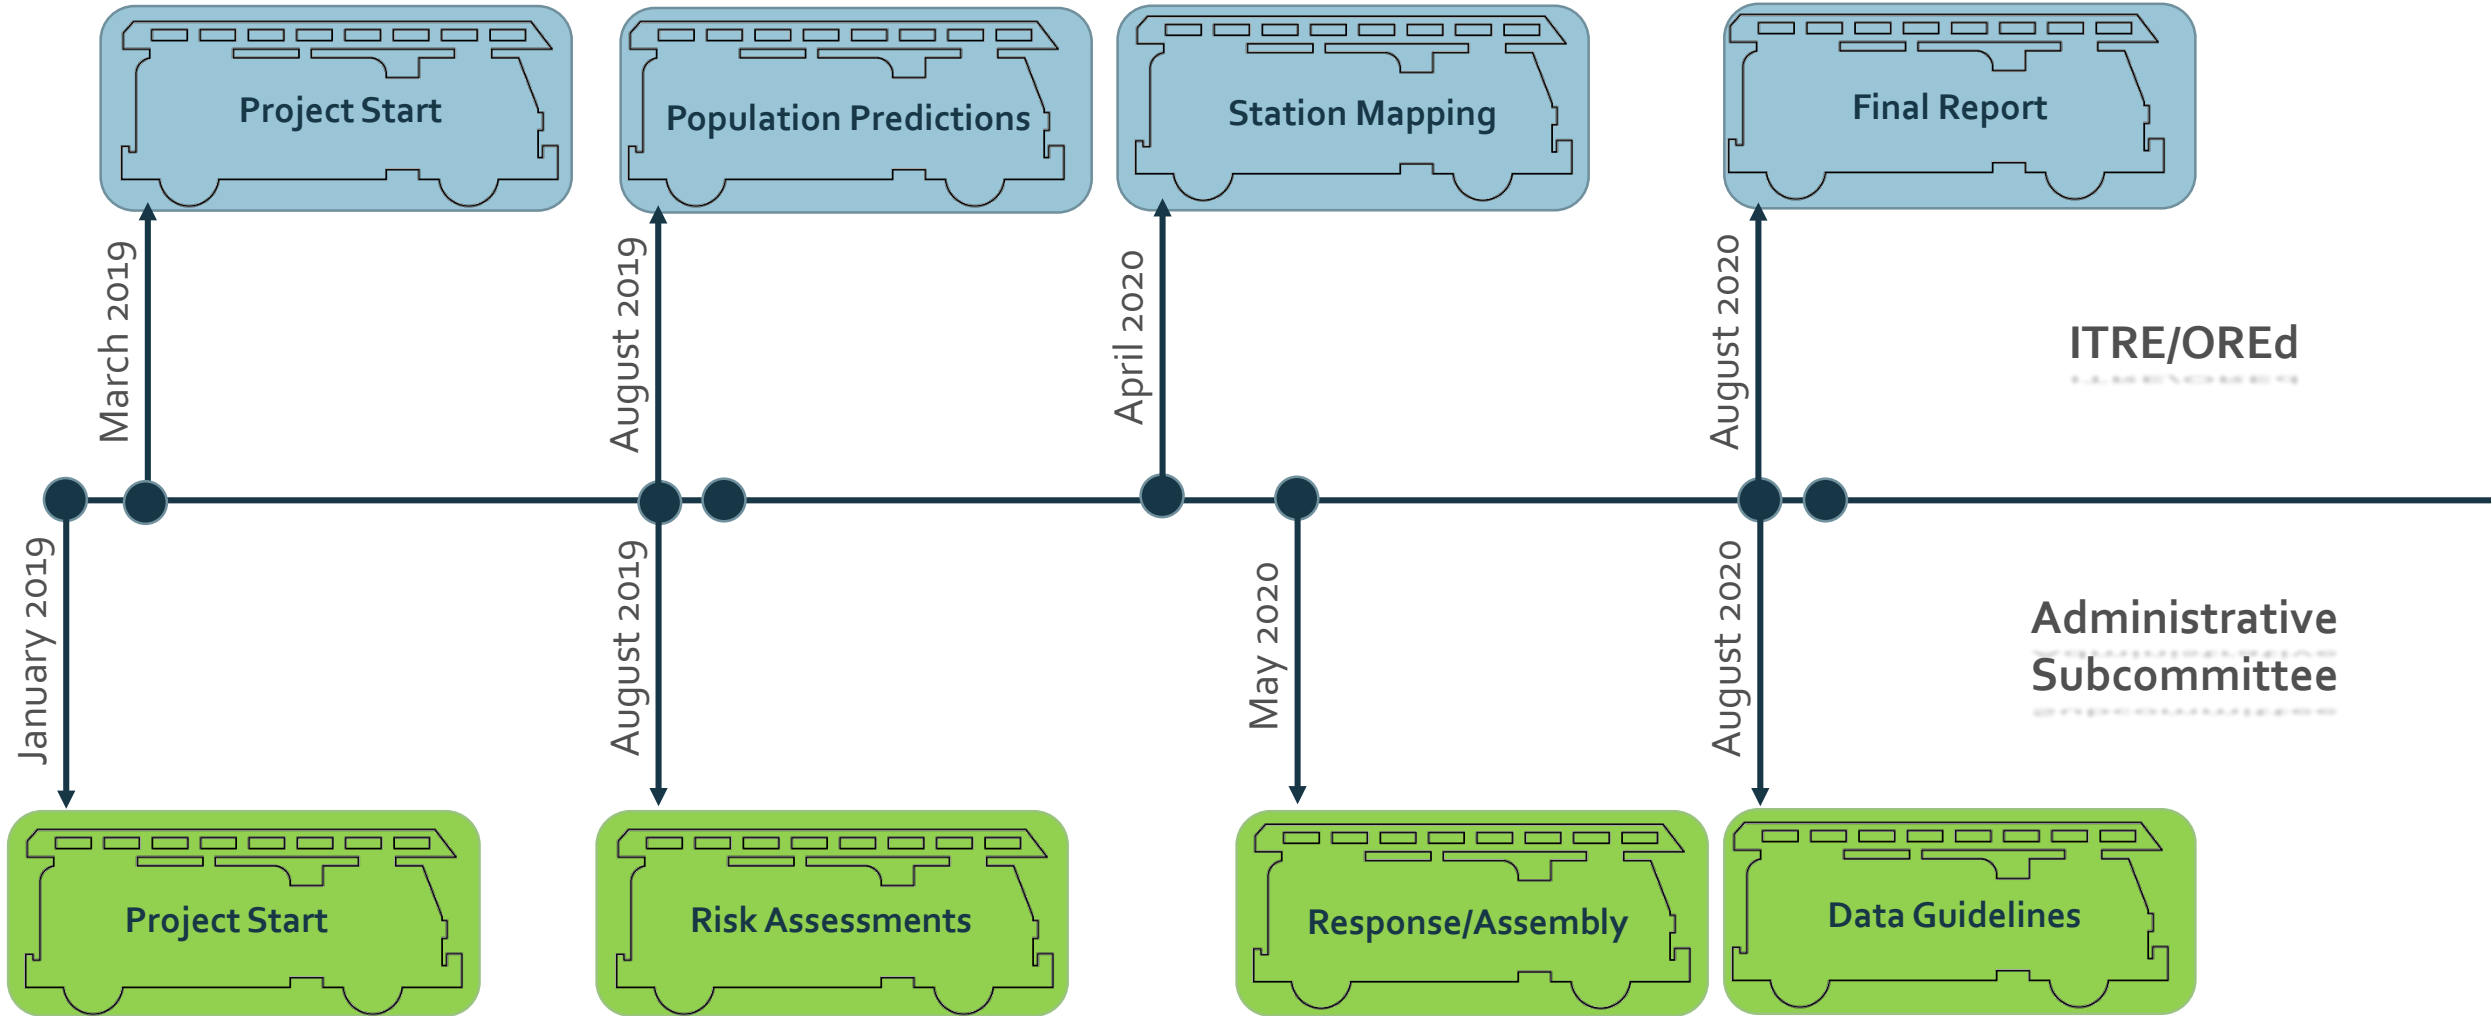 Project Start
Population Predictions
Station Mapping
Final Report
March 2019
August 2019
April 2020
August 2020
ITRE/OREd
January 2019
August 2019
May 2020
August 2020
Administrative
Subcommittee
Project Start
Risk Assessments
Response/Assembly
Data Guidelines